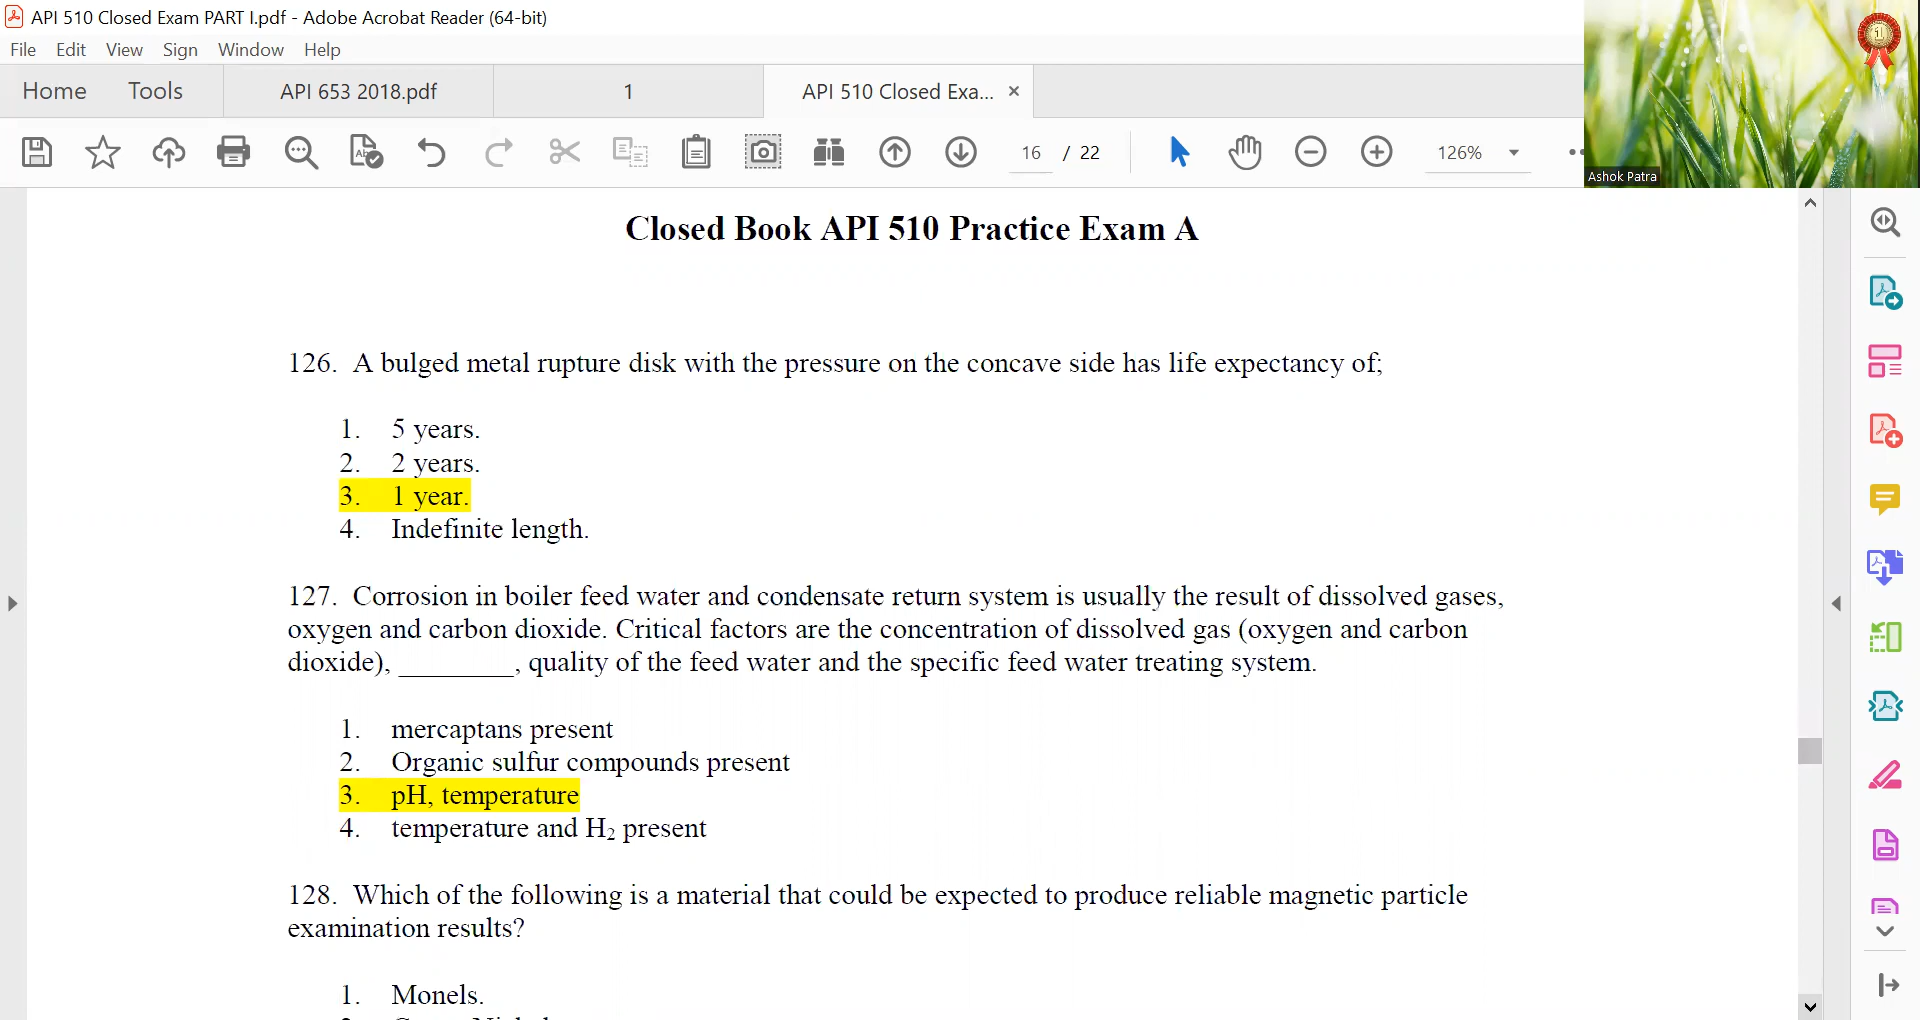 API 510 Closed Exam PART I.pdf - Adobe Acrobat Reader (64-bit)
File Edit View Sign Window Help
Home Tools API 653 2018.pdf 1 API 510 Closed Exa... ×
16 / 22 126%
1
Ashok Patra
Closed Book API 510 Practice Exam A
126. A bulged metal rupture disk with the pressure on the concave side has life expectancy of;
1. 5 years.
2. 2 years.
3. 1 year.
4. Indefinite length.
127. Corrosion in boiler feed water and condensate return system is usually the result of dissolved gases,
oxygen and carbon dioxide. Critical factors are the concentration of dissolved gas (oxygen and carbon
dioxide), ________, quality of the feed water and the specific feed water treating system.
1. mercaptans present
2. Organic sulfur compounds present
3. pH, temperature
4. temperature and H₂ present
128. Which of the following is a material that could be expected to produce reliable magnetic particle
examination results?
1. Monels.